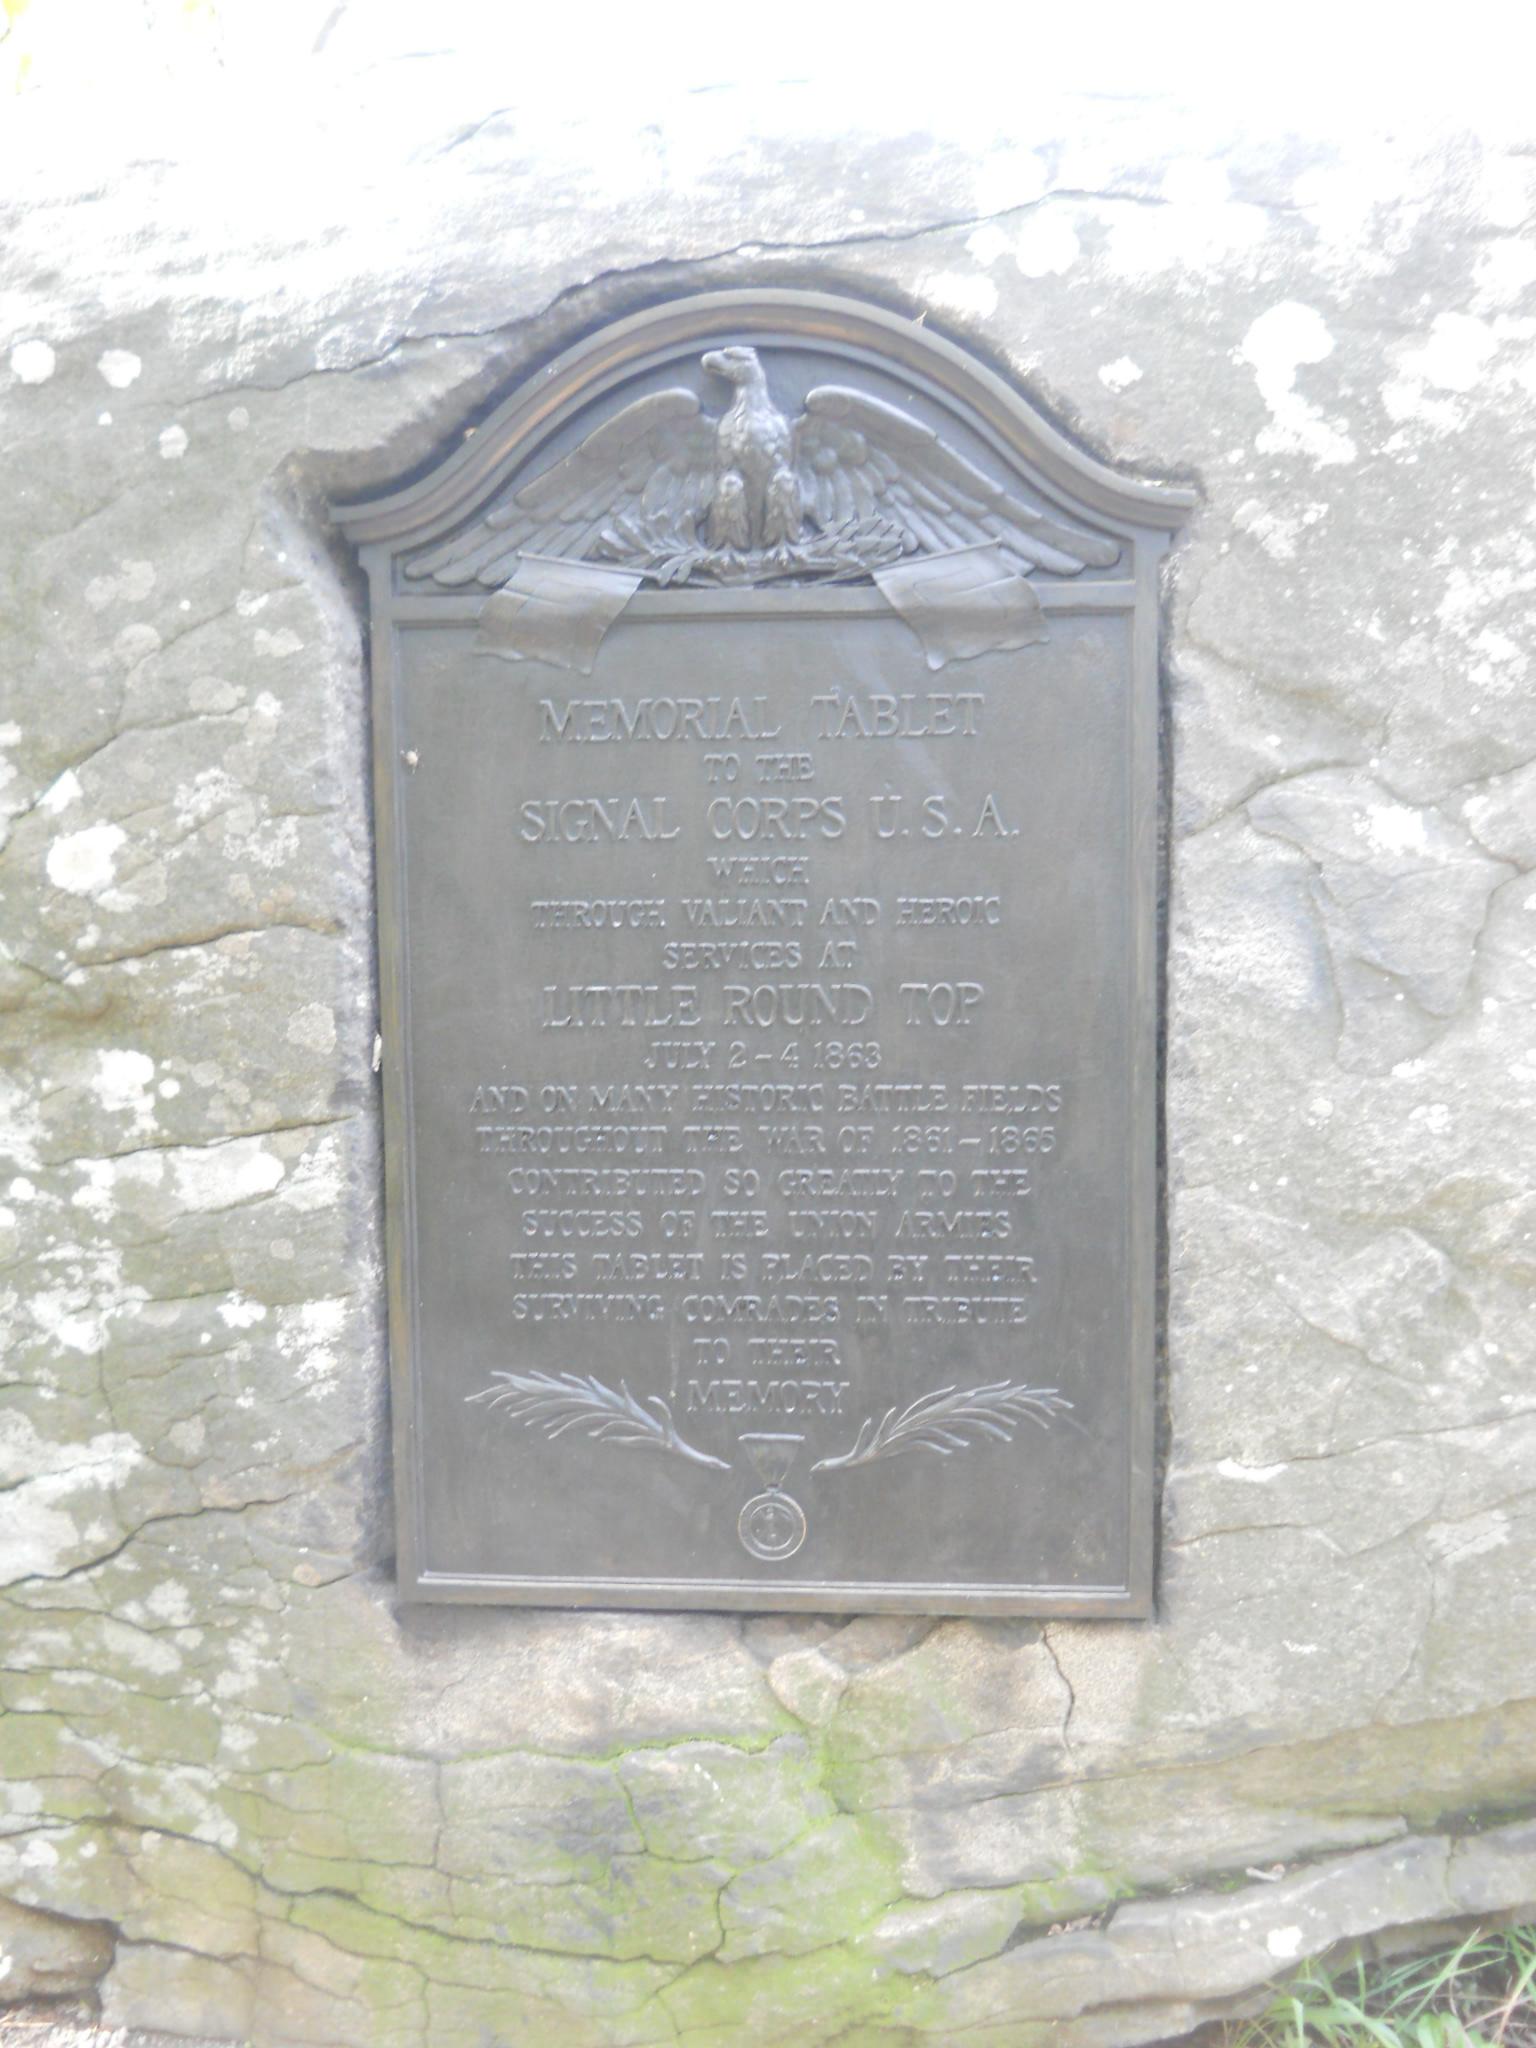 MEMORIAL TABLET
TO THE
SIGNAL CORPS U.S.A.
WHICH
THROUGH VALIANT AND HEROIC
SERVICES AT
LITTLE ROUND TOP
JULY 2-4 1863
AND ON MANY HISTORIC BATTLE FIELDS
THROUGHOUT THE WAR OF 1861-1865
CONTRIBUTED SO GREATLY TO THE
SUCCESS OF THE UNION ARMIES
THIS TABLET IS PLACED BY THEIR
SURVIVING COMRADES IN TRIBUTE
TO THEIR
MEMORY